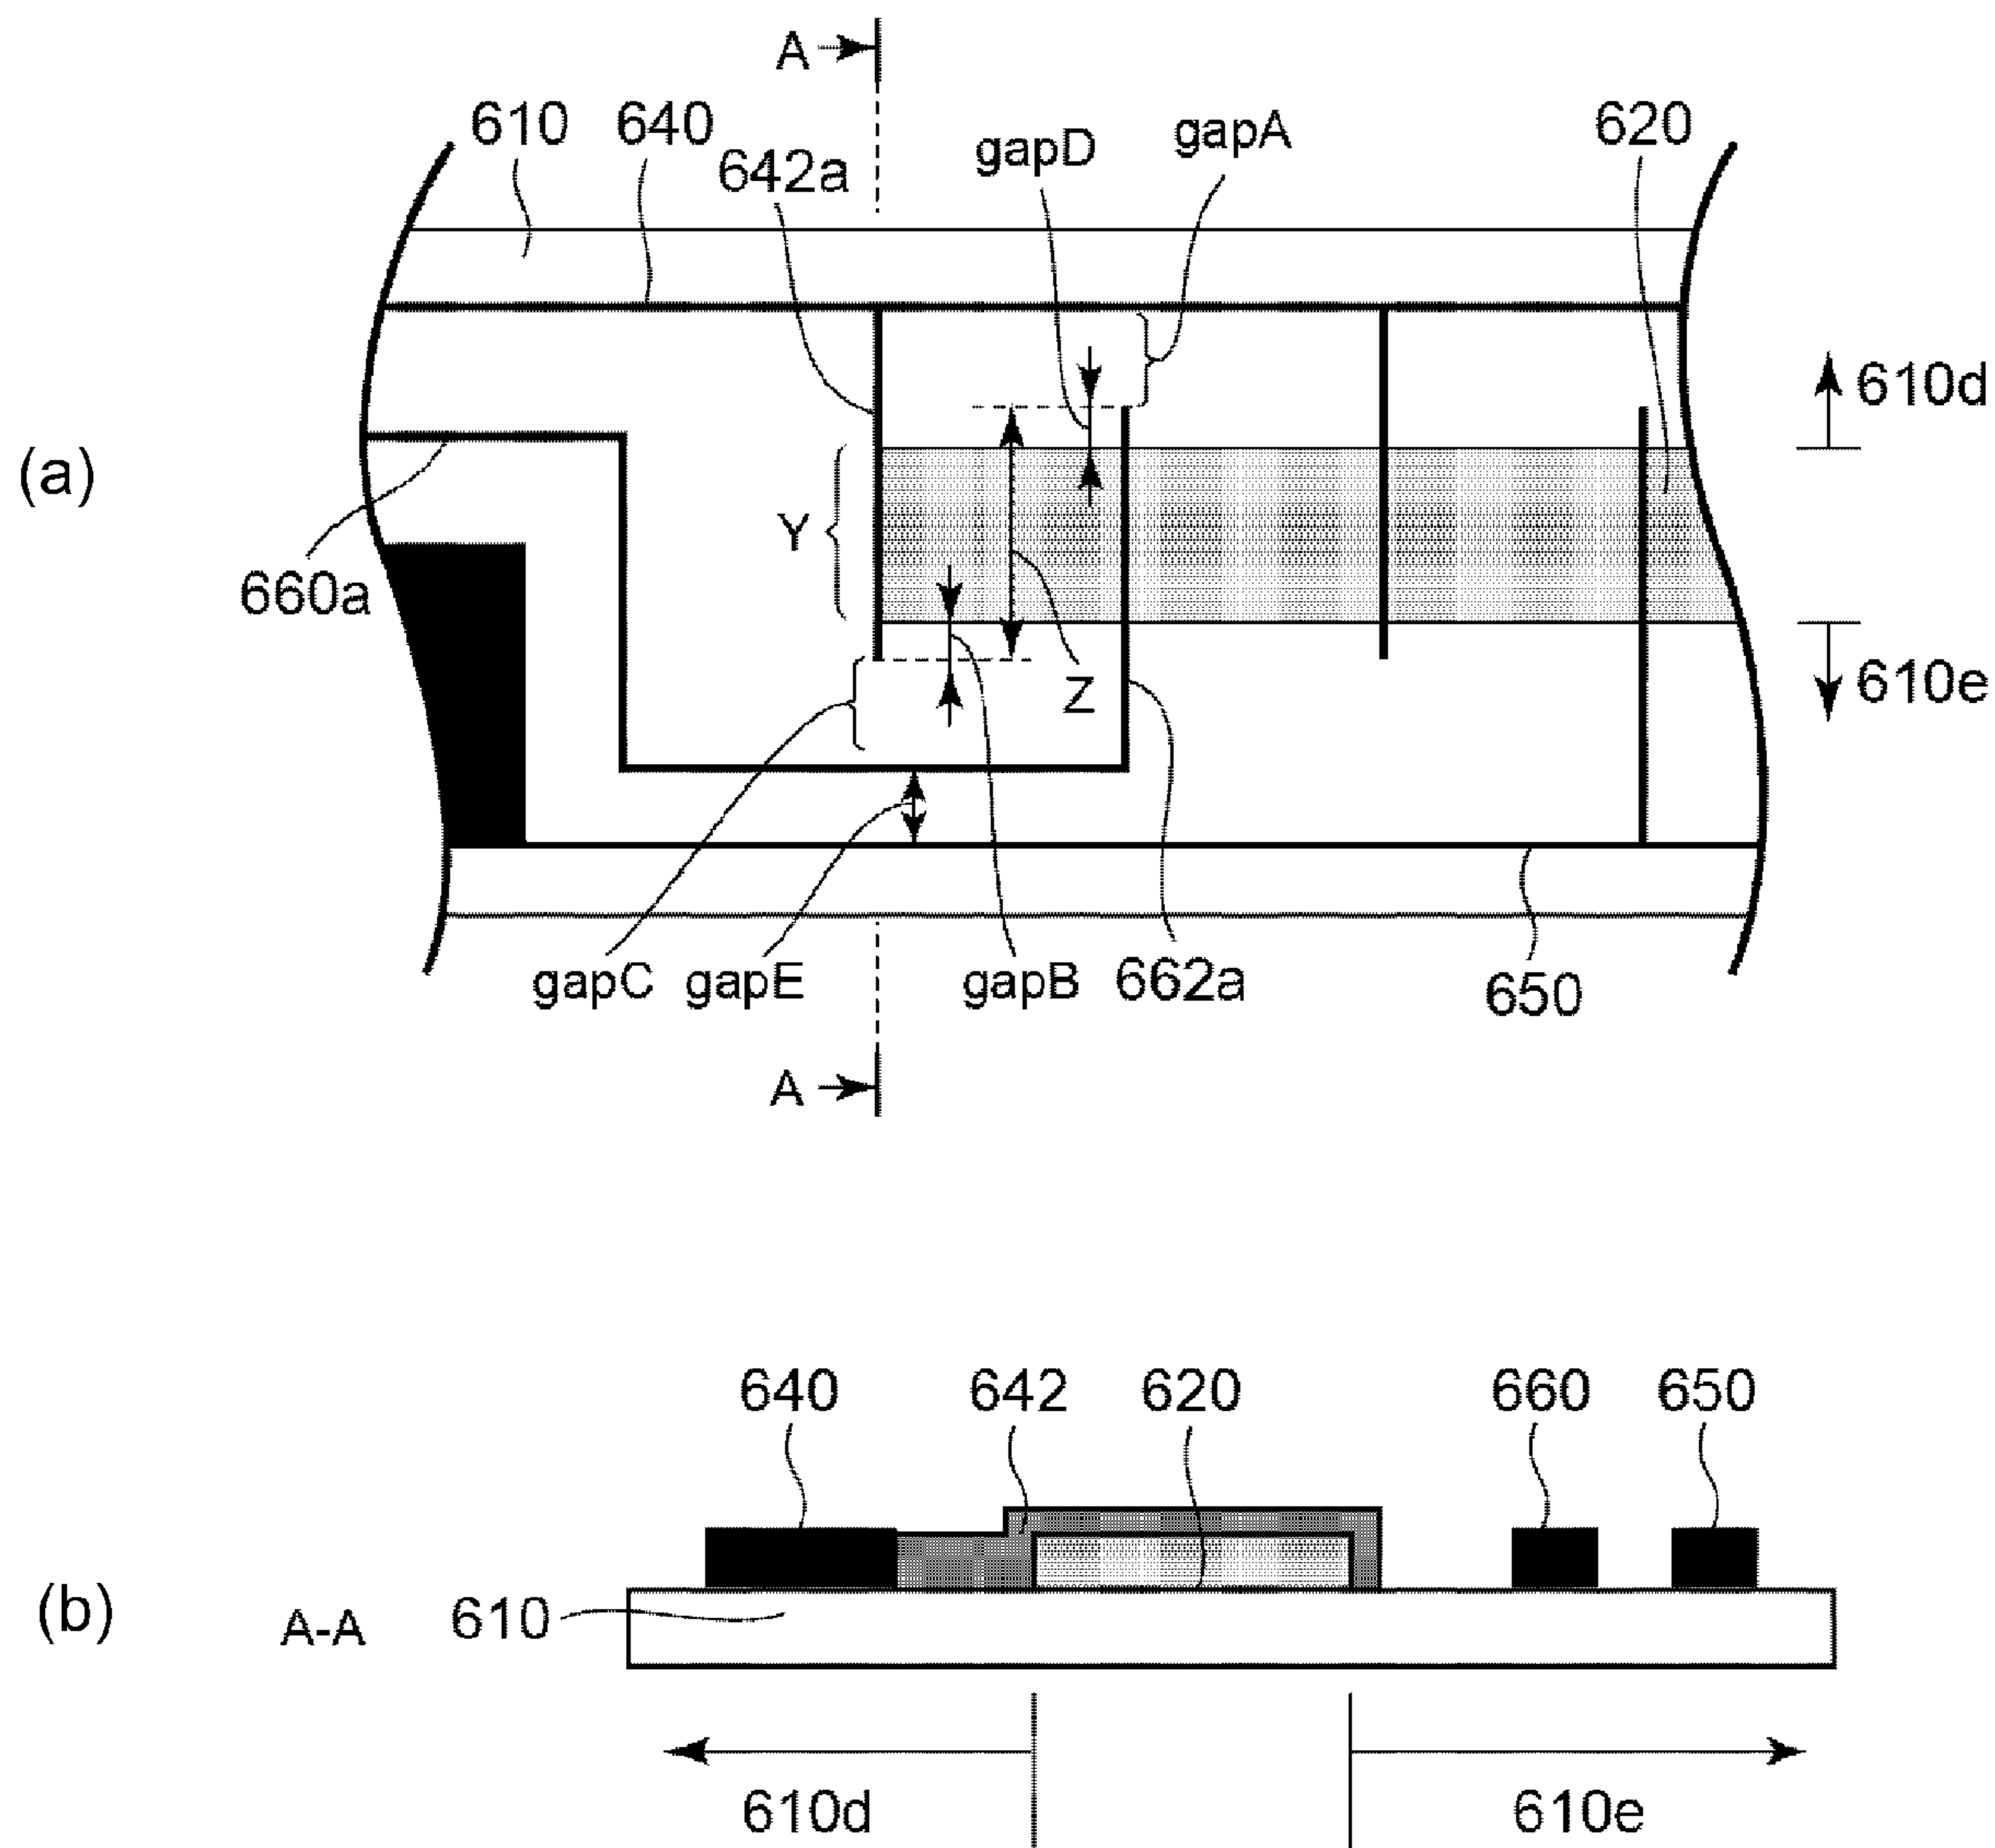 A
610 640 gapD gapA 620
642a
610d
(a)
Y
660a
Z
610e
gapC gapE gapB 662a 650
A
640 642 620 660 650
(b) A-A 610
610d 610e